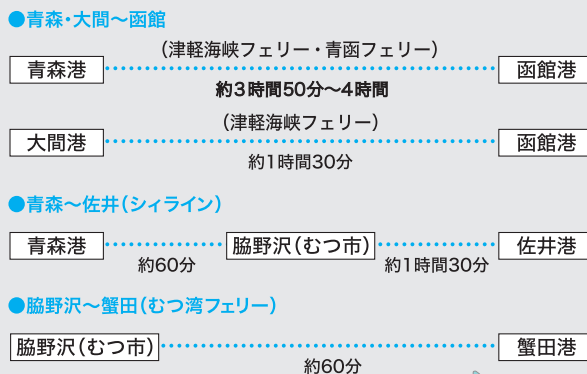 ●青森・大間〜函館
（津軽海峡フェリー・青函フェリー）
青森港 函館港
約3時間50分〜4時間
（津軽海峡フェリー）
大間港 函館港
約1時間30分
●青森〜佐井（シィライン）
青森港 脇野沢（むつ市） 佐井港
約60分 約1時間30分
●脇野沢〜蟹田（むつ湾フェリー）
脇野沢（むつ市） 蟹田港
約60分